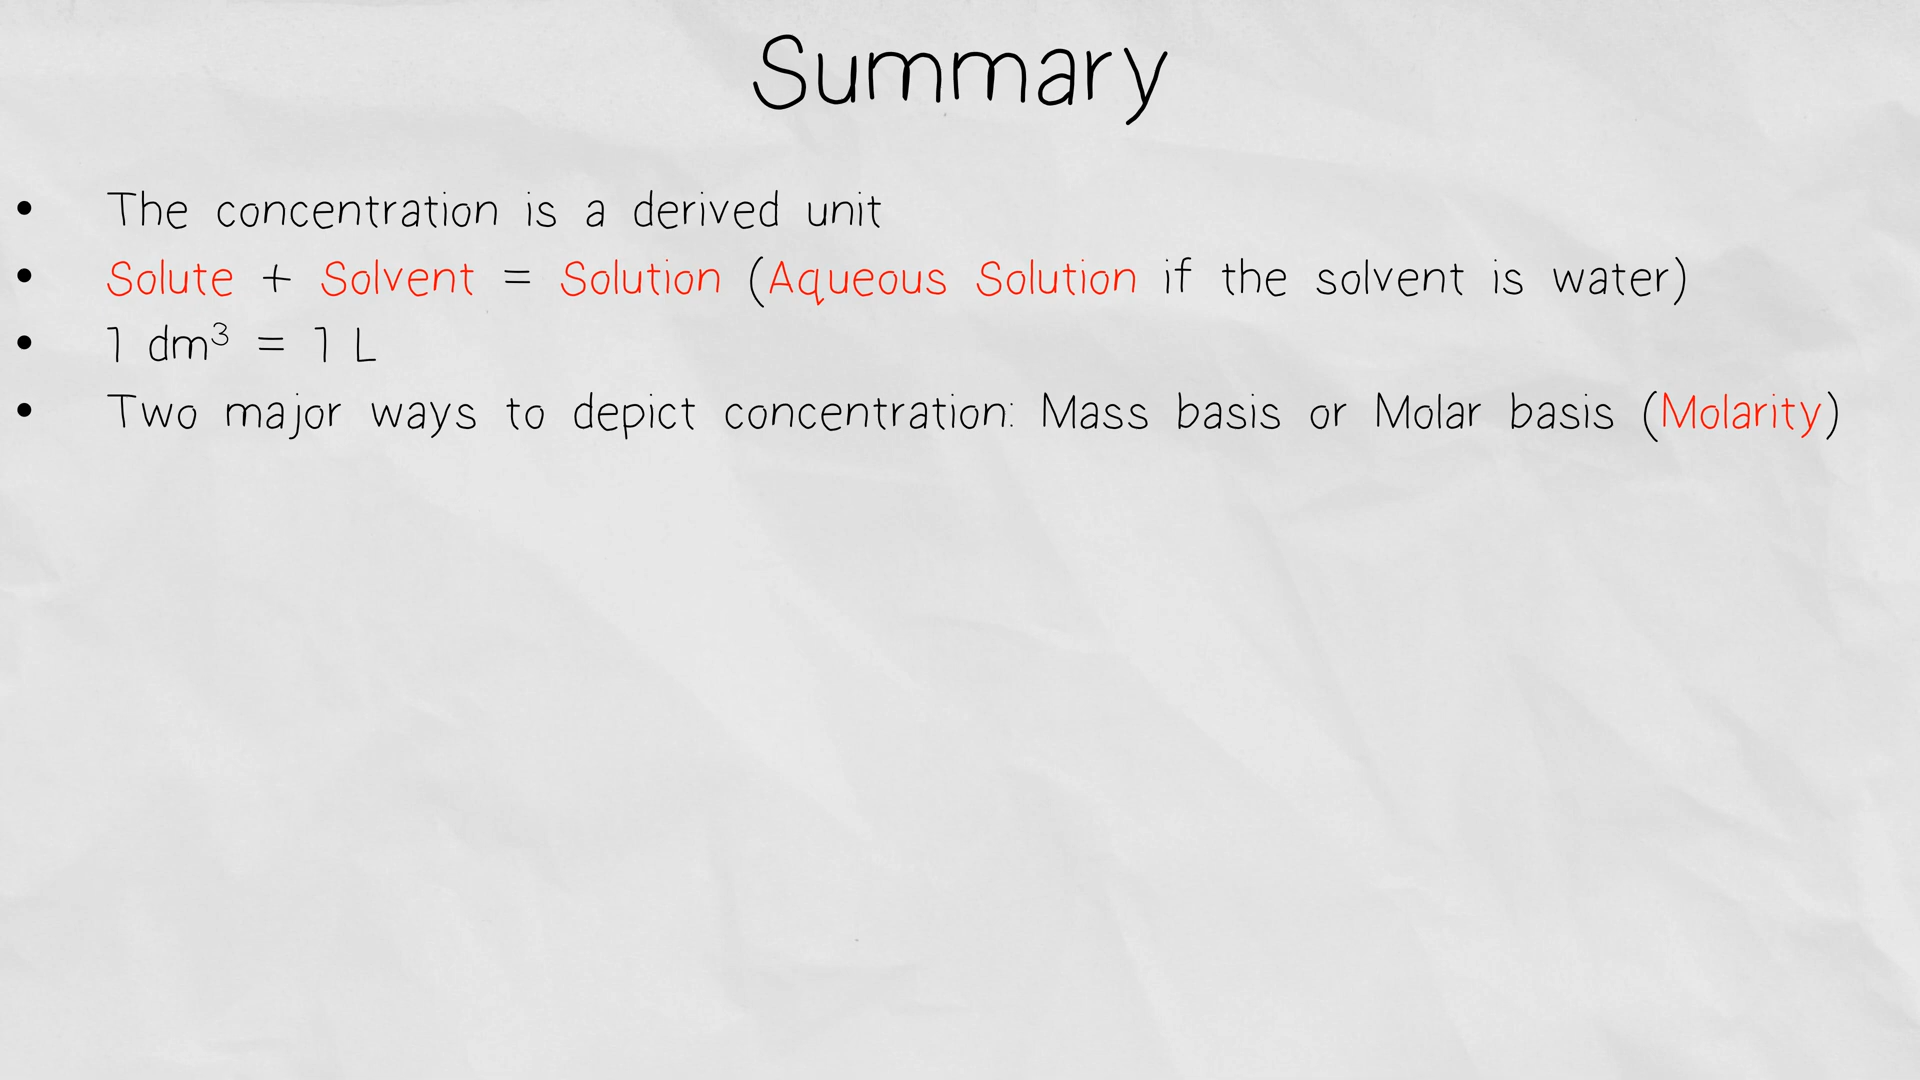 Summary
• The concentration is a derived unit
• Solute + Solvent = Solution (Aqueous Solution if the solvent is water)
• 1 dm³ = 1 L
• Two major ways to depict concentration: Mass basis or Molar basis (Molarity)